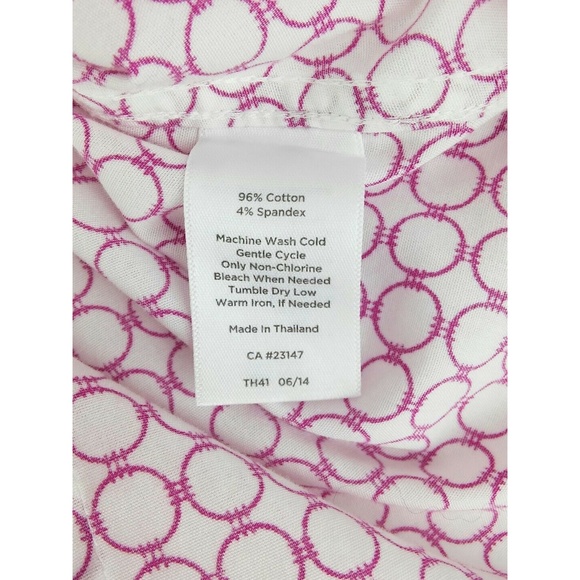 96% Cotton
4% Spandex
Machine Wash Cold
Gentle Cycle
Only Non-Chlorine
Bleach When Needed
Tumble Dry Low
Warm Iron, If Needed
Made In Thailand
CA #23147
TH41 06/14